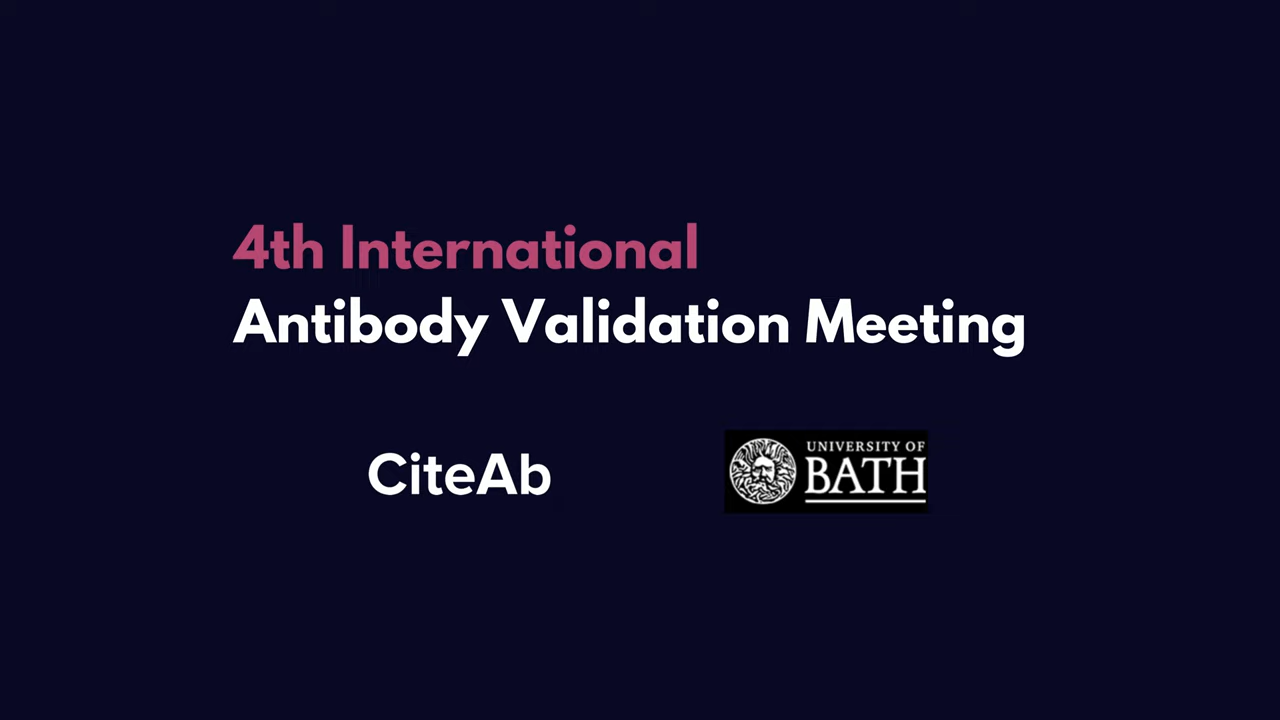 4th International
Antibody Validation Meeting
CiteAb
UNIVERSITY OF
BATH